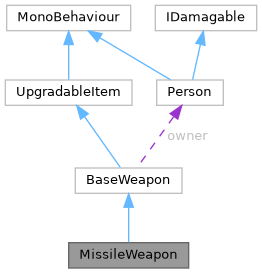 MonoBehaviour
IDamagable
UpgradableItem
Person
owner
BaseWeapon
MissileWeapon